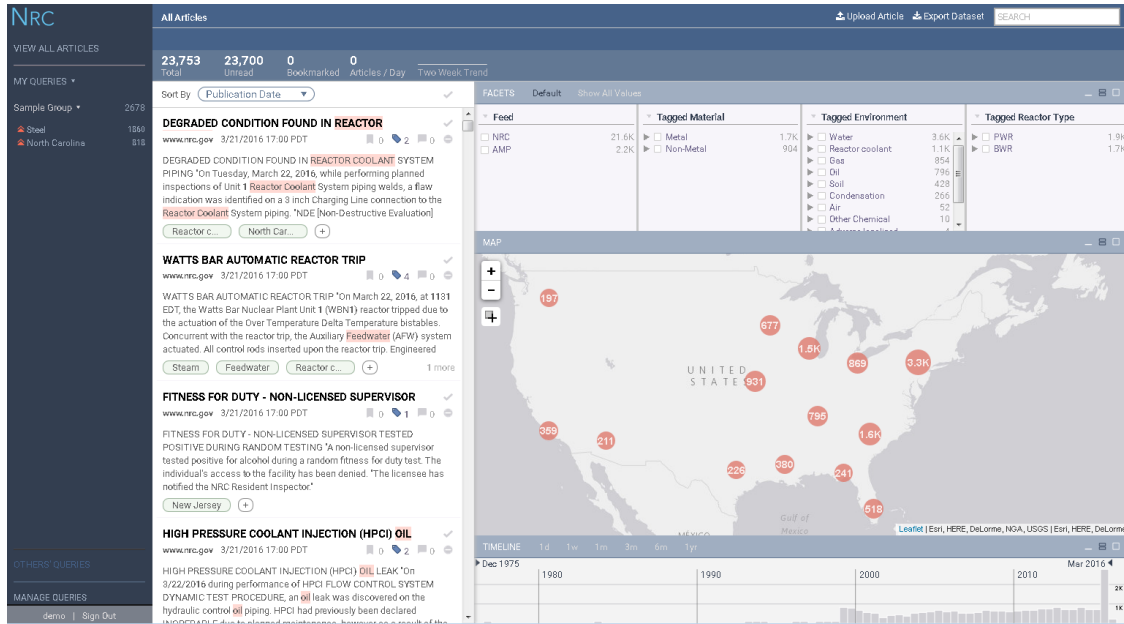 NRC
VIEW ALL ARTICLES
MY QUERIES
Sample Group 2678
Steel 1860
North Carolina 818
OTHERS' QUERIES
MANAGE QUERIES
demo | Sign Out
All Articles
Upload Article Export Dataset SEARCH
23,753 23,700 0 0
Total Unread Bookmarked Articles / Day Two Week Trend
Sort By Publication Date
DEGRADED CONDITION FOUND IN REACTOR
www.nrc.gov 3/21/2016 17:00 PDT 0 2 0
DEGRADED CONDITION FOUND IN REACTOR COOLANT SYSTEM
PIPING "On Tuesday, March 22, 2016, while performing planned
inspections of Unit 1 Reactor Coolant System piping welds, a flaw
indication was identified on a 3 inch Charging Line connection to the
Reactor Coolant System piping. "NDE [Non-Destructive Evaluation]
Reactor c... North Car... +
WATTS BAR AUTOMATIC REACTOR TRIP
www.nrc.gov 3/21/2016 17:00 PDT 0 4 0
WATTS BAR AUTOMATIC REACTOR TRIP "On March 22, 2016, at 1131
EDT, the Watts Bar Nuclear Plant Unit 1 (WBN1) reactor tripped due to
the actuation of the Over Temperature Delta Temperature bistables.
Concurrent with the reactor trip, the Auxiliary Feedwater (AFW) system
actuated. All control rods inserted upon the reactor trip. Engineered
Steam Feedwater Reactor c... + 1 more
FITNESS FOR DUTY - NON-LICENSED SUPERVISOR
www.nrc.gov 3/21/2016 17:00 PDT 0 1 0
FITNESS FOR DUTY - NON-LICENSED SUPERVISOR TESTED
POSITIVE DURING RANDOM TESTING "A non-licensed supervisor
tested positive for alcohol during a random fitness for duty test. The
individual's access to the facility has been denied. "The licensee has
notified the NRC Resident Inspector."
New Jersey +
HIGH PRESSURE COOLANT INJECTION (HPCI) OIL
www.nrc.gov 3/21/2016 17:00 PDT 0 2 0
HIGH PRESSURE COOLANT INJECTION (HPCI) OIL LEAK "On
3/22/2016 during performance of HPCI FLOW CONTROL SYSTEM
DYNAMIC TEST PROCEDURE, an oil leak was discovered on the
hydraulic control oil piping. HPCI had previously been declared
INOPERABLE due to planned maintenance, however as a result of the
FACETS Default Show All Values
Feed
NRC 21.6K
AMP 2.2K
Tagged Material
Metal 1.7K
Non-Metal 904
Tagged Environment
Water 3.6K
Reactor coolant 1.1K
Gas 854
Oil 796
Soil 428
Condensation 266
Air 52
Other Chemical 10
Tagged Reactor Type
PWR 1.9K
BWR 1.7K
MAP
+
-
197
677
1.5K
869
3.3K
UNITED
STATES
931
795
359
211
1.6K
226
380
241
518
Gulf of
Mexico
MÉXICO
Leaflet | Esri, HERE, DeLorme, NGA, USGS | Esri, HERE, DeLorme
TIMELINE 1d 1w 1m 3m 6m 1yr
Dec 1975 Mar 2016
1980 1990 2000 2010
2K
1K